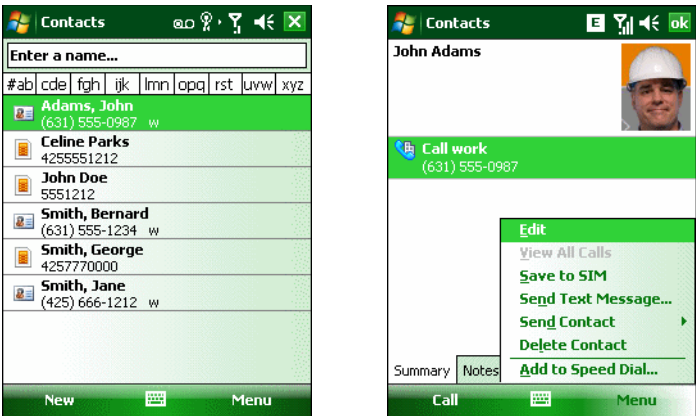 Contacts
Enter a name...
#ab cde fgh ijk lmn opq rst uvw xyz
Adams, John
(631) 555-0987 w
Celine Parks
4255551212
John Doe
5551212
Smith, Bernard
(631) 555-1234 w
Smith, George
4257770000
Smith, Jane
(425) 666-1212 w
New Menu
Contacts E ok
John Adams
Call work
(631) 555-0987
Edit
View All Calls
Save to SIM
Send Text Message...
Send Contact
Delete Contact
Add to Speed Dial...
Summary Notes
Call Menu